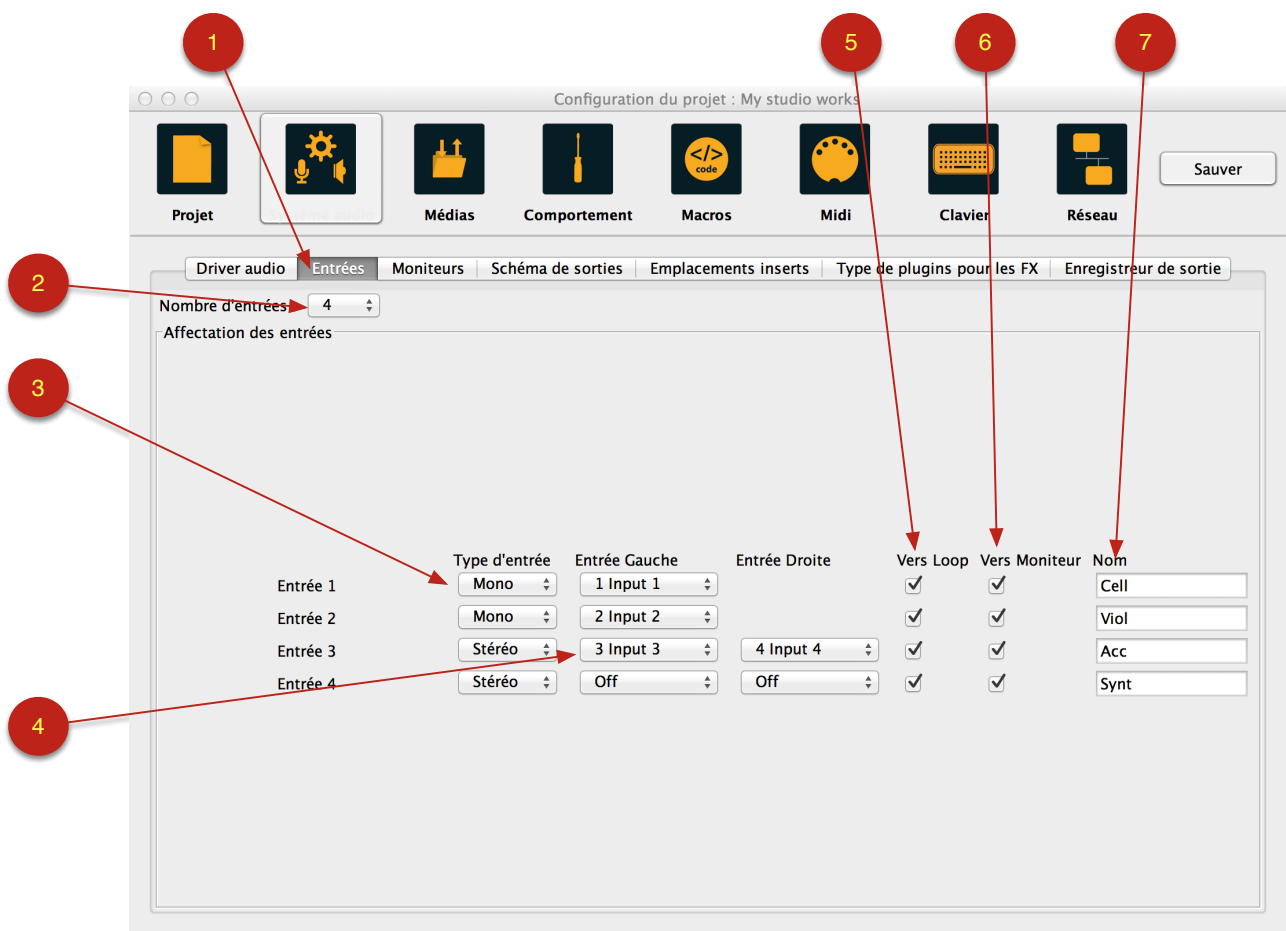 1 5 6 7
Configuration du projet : My studio works
</> code
Projet Médias Comportement Macros Midi Clavier Réseau Sauver
Driver audio Entrées Moniteurs Schéma de sorties Emplacements inserts Type de plugins pour les FX Enregistreur de sortie
2
Nombre d'entrées 4
Affectation des entrées
3
Type d'entrée Entrée Gauche Entrée Droite Vers Loop Vers Moniteur Nom
Entrée 1 Mono 1 Input 1 Cell
Entrée 2 Mono 2 Input 2 Viol
Entrée 3 Stéréo 3 Input 3 4 Input 4 Acc
Entrée 4 Stéréo Off Off Synt
4